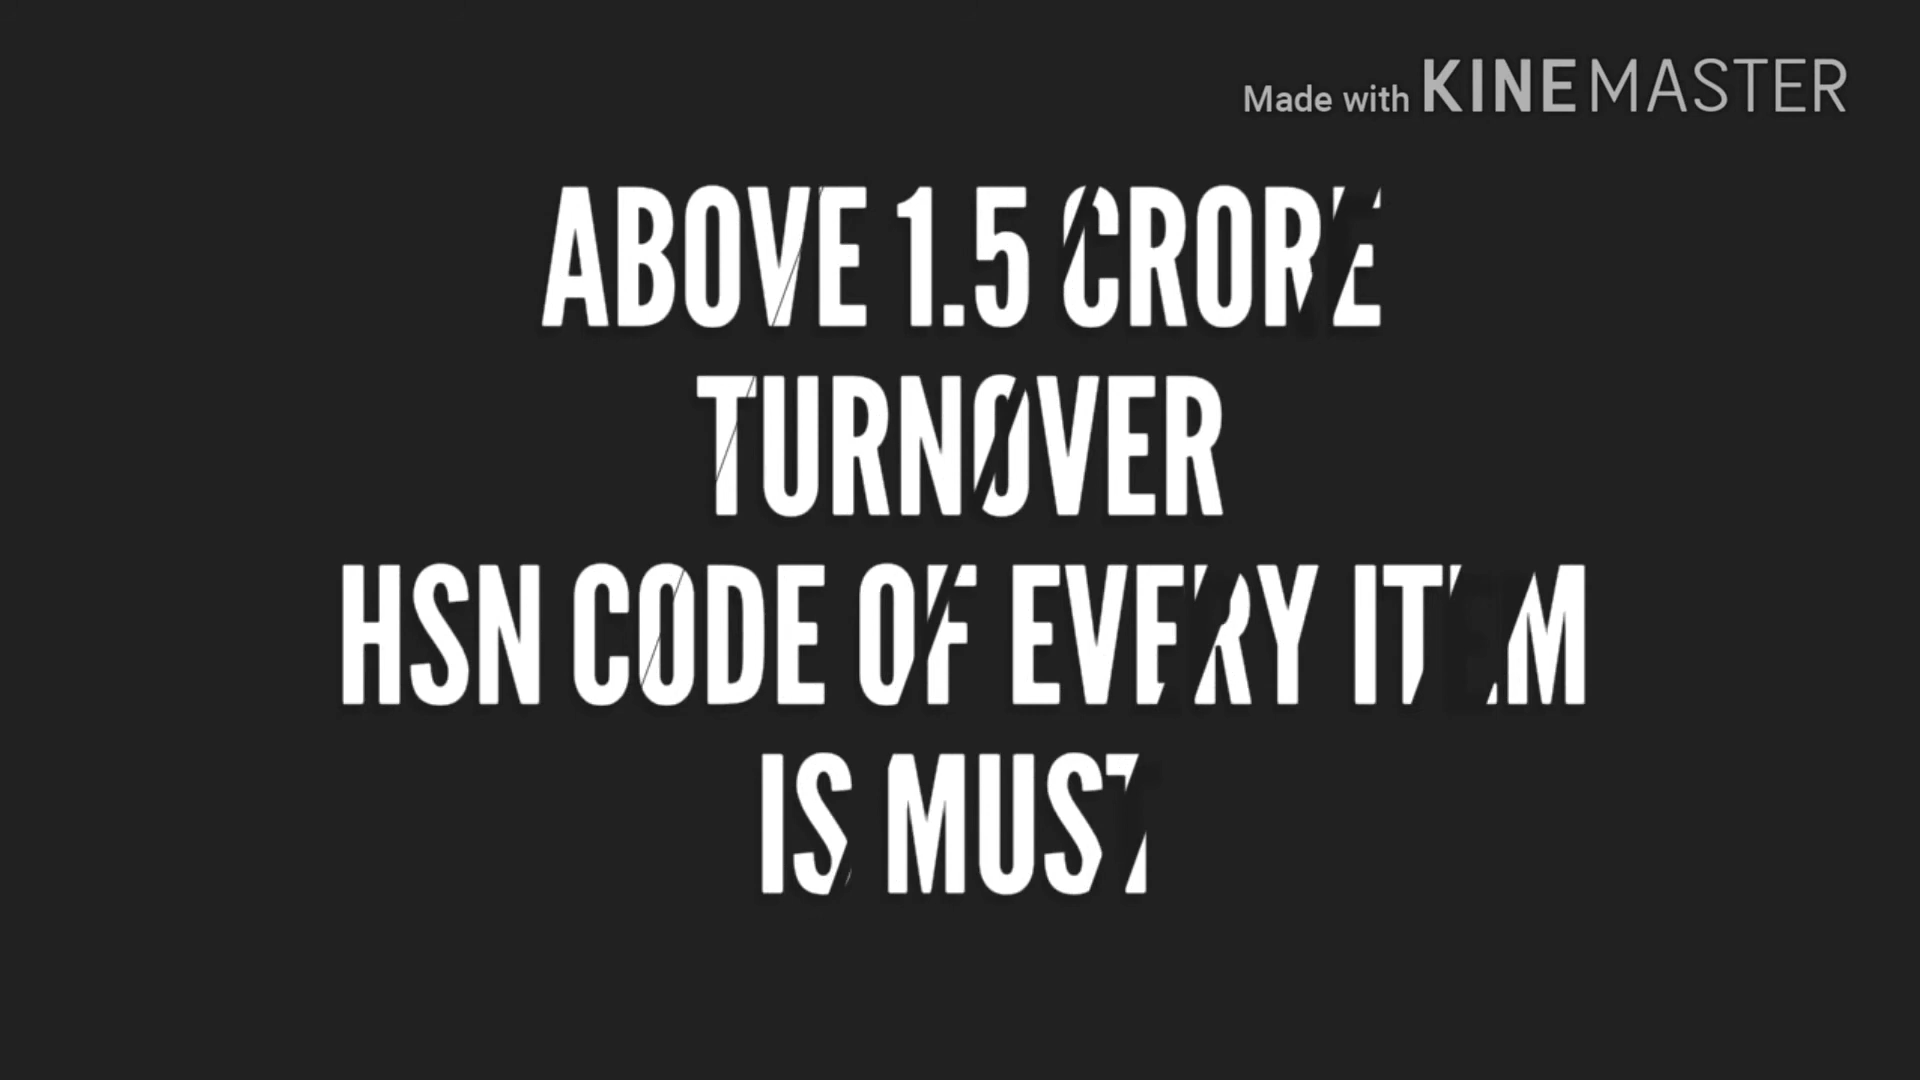 Made with KINEMASTER
ABOVE 1.5 CRORE
TURNOVER
HSN CODE OF EVERY ITEM
IS MUST